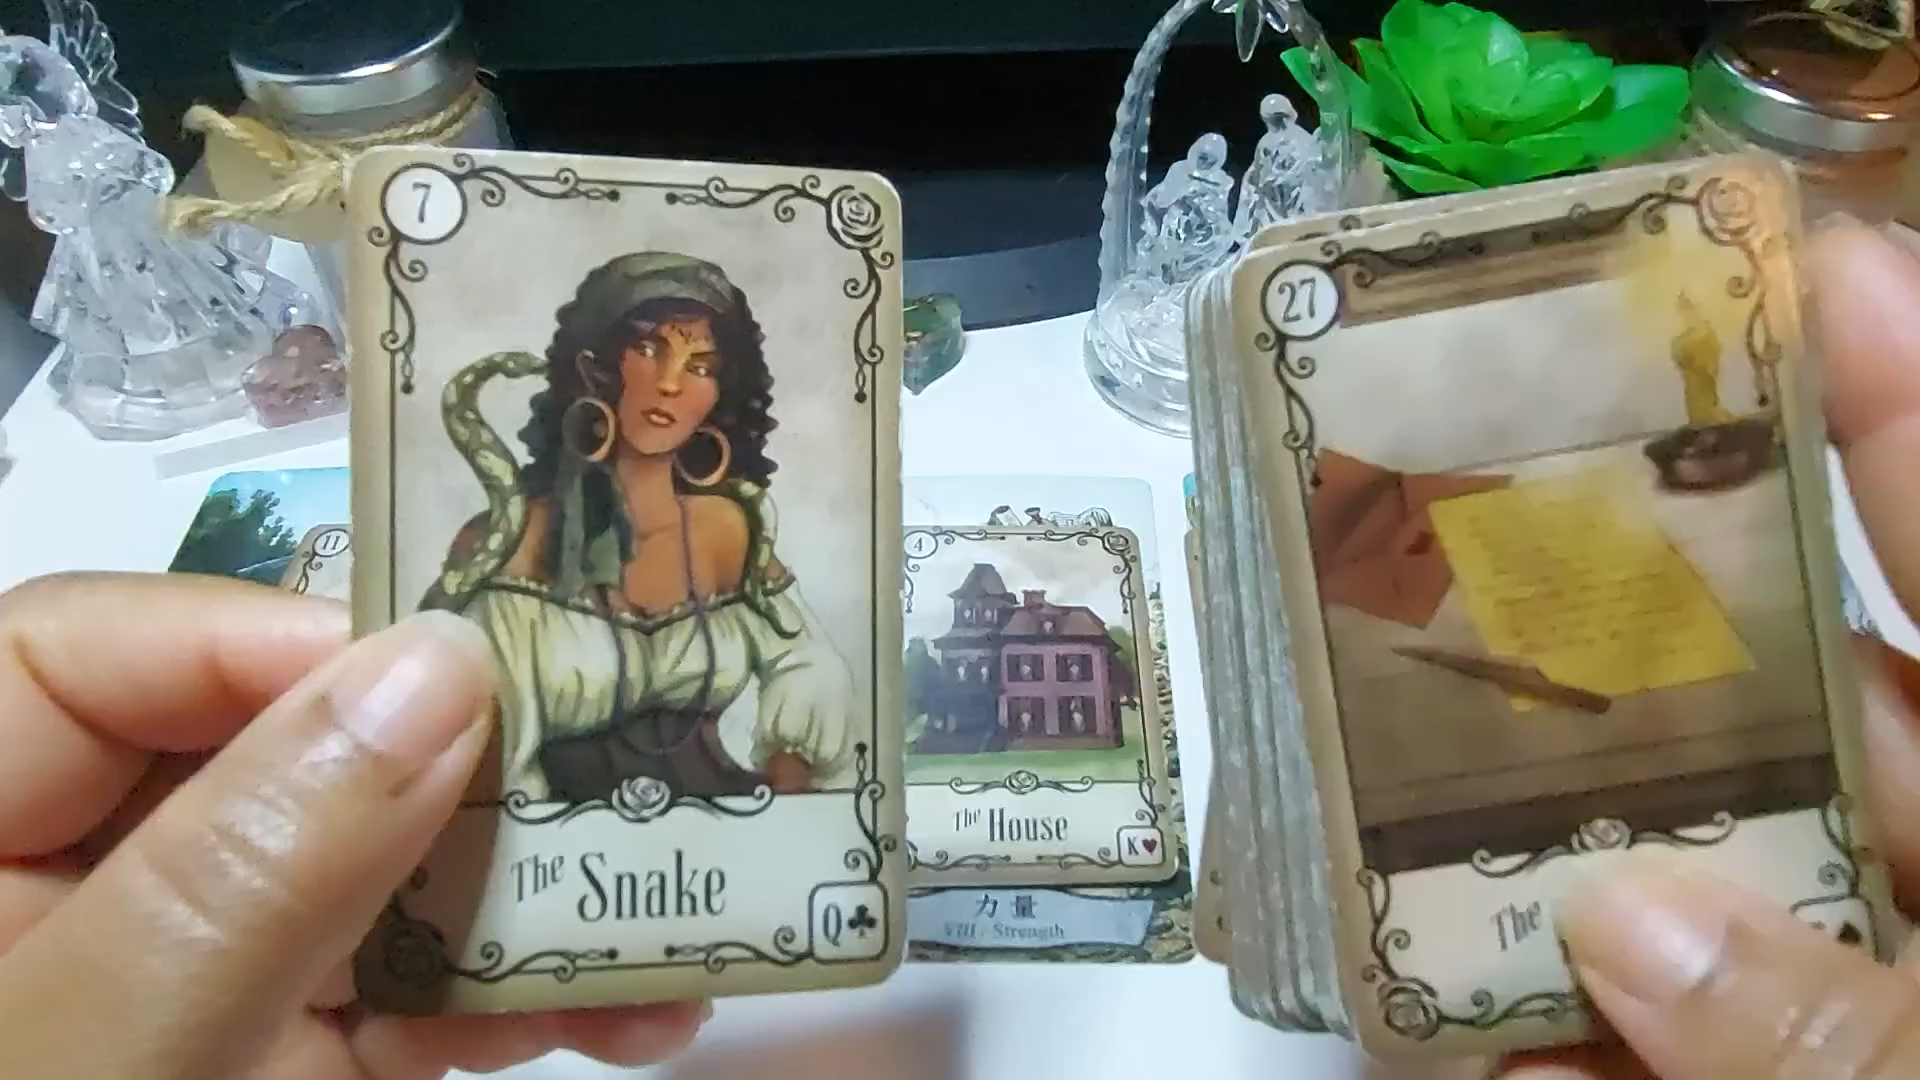 7
The Snake
Q♣
11
4
The House
K♥
力量
VIII / Strength
27
The